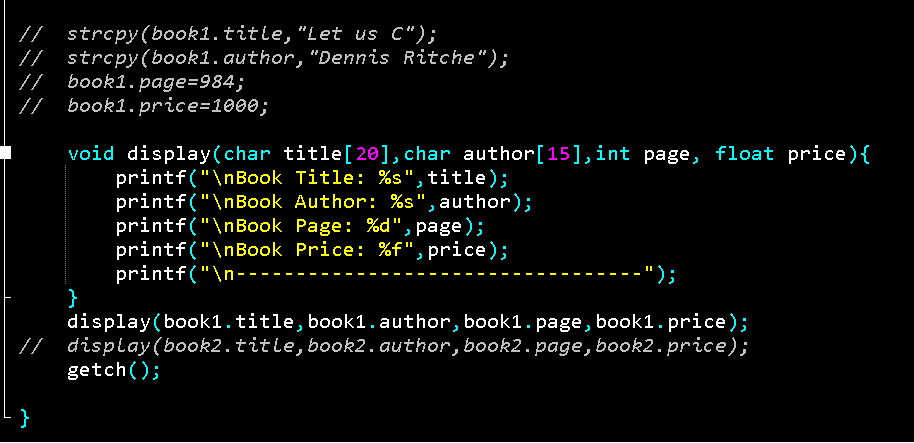 //  strcpy(book1.title,"Let us C");
//  strcpy(book1.author,"Dennis Ritche");
//  book1.page=984;
//  book1.price=1000;
    void display(char title[20],char author[15],int page, float price){
        printf("\nBook Title: %s",title);
        printf("\nBook Author: %s",author);
        printf("\nBook Page: %d",page);
        printf("\nBook Price: %f",price);
        printf("\n----------------------------------");
    }
    display(book1.title,book1.author,book1.page,book1.price);
//  display(book2.title,book2.author,book2.page,book2.price);
    getch();
}